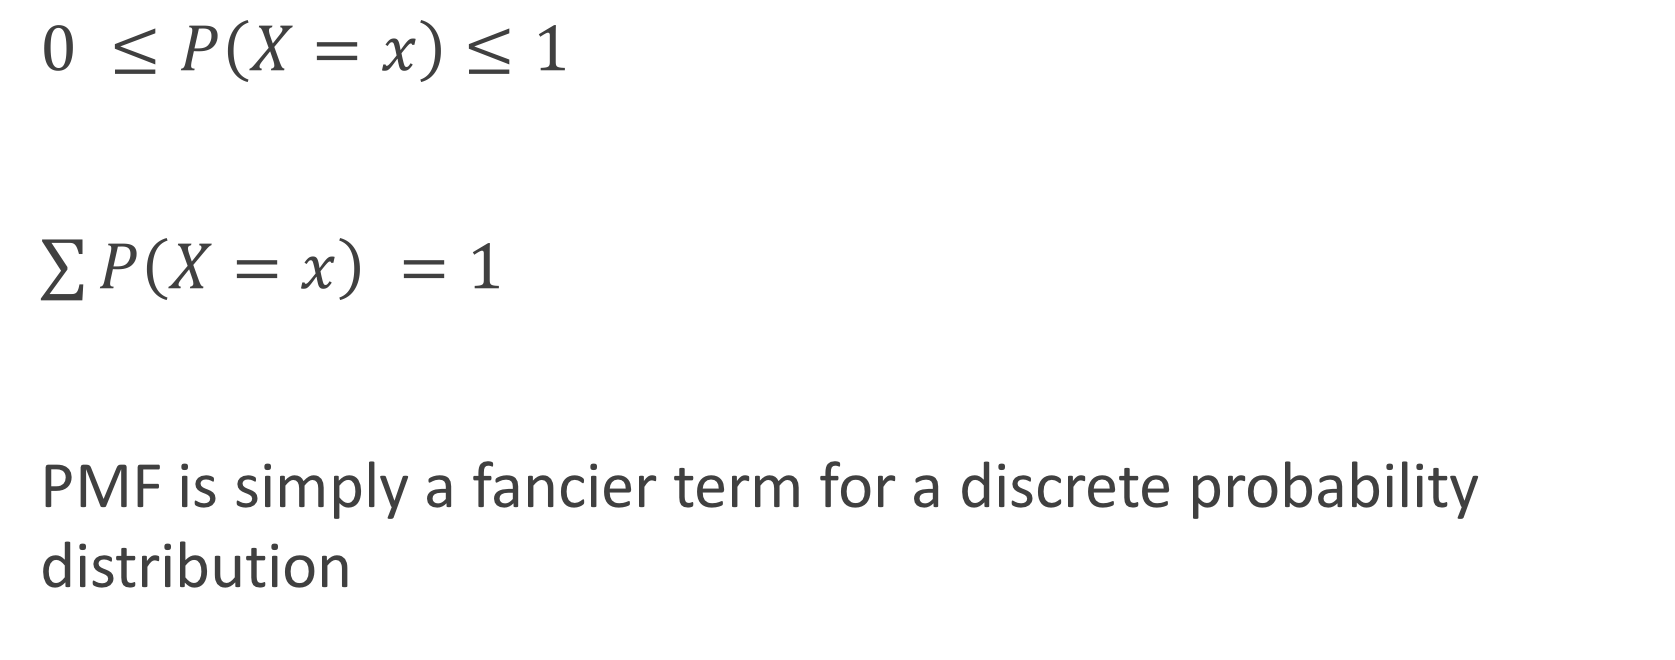 0 ≤ P(X = x) ≤ 1
∑ P(X = x) = 1
PMF is simply a fancier term for a discrete probability
distribution